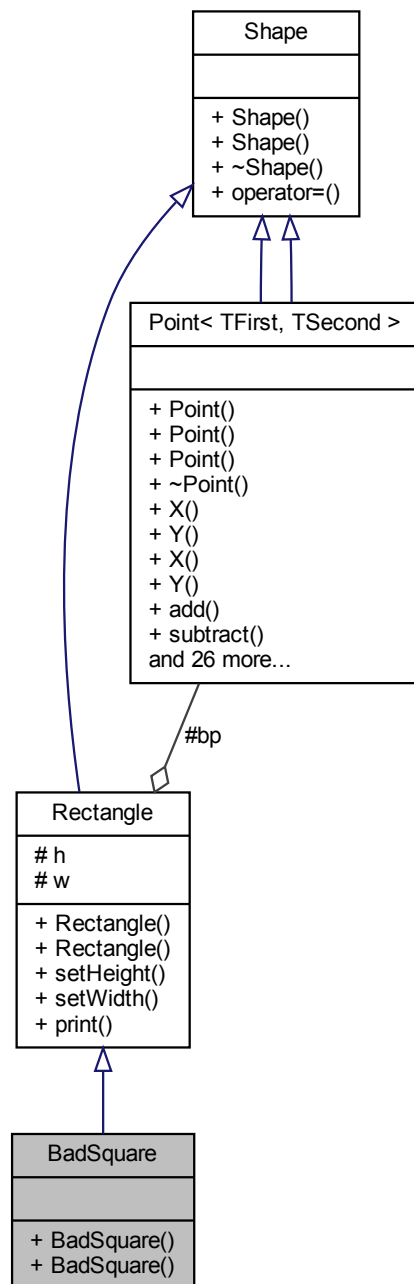 Shape
+ Shape()
+ Shape()
+ ~Shape()
+ operator=()
Point< TFirst, TSecond >
+ Point()
+ Point()
+ Point()
+ ~Point()
+ X()
+ Y()
+ X()
+ Y()
+ add()
+ subtract()
and 26 more...
#bp
Rectangle
# h
# w
+ Rectangle()
+ Rectangle()
+ setHeight()
+ setWidth()
+ print()
BadSquare
+ BadSquare()
+ BadSquare()